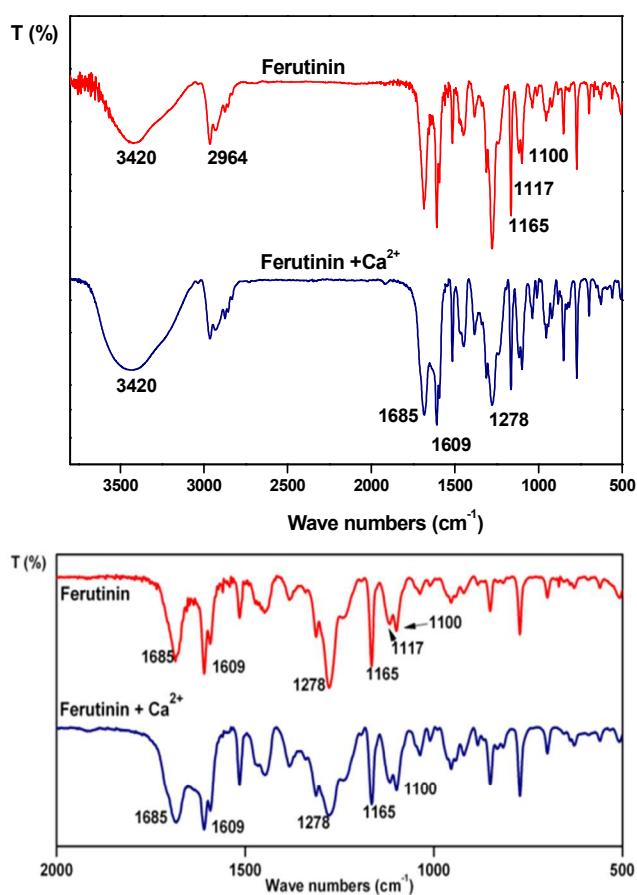 T (%)
Ferutinin
3420
2964
1100
1117
1165
Ferutinin +Ca²⁺
3420
1685
1609
1278
3500 3000 2500 2000 1500 1000 500
Wave numbers (cm⁻¹)
T (%)
Ferutinin
1685
1609
1278
1165
1117
1100
Ferutinin + Ca²⁺
1685
1609
1278
1165
1100
2000 1500 1000 500
Wave numbers (cm⁻¹)